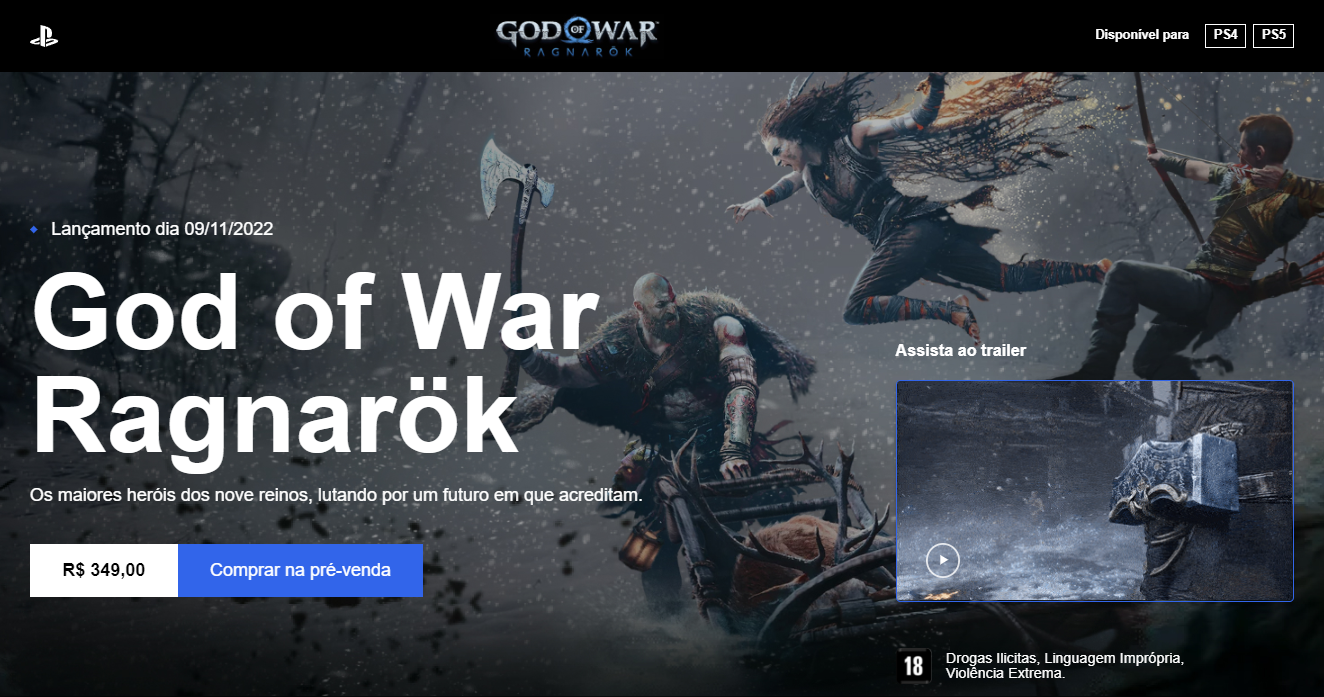 GOD OF WAR
RAGNARÖK
Disponível para PS4 PS5
Lançamento dia 09/11/2022
God of War
Ragnarök
Os maiores heróis dos nove reinos, lutando por um futuro em que acreditam.
R$ 349,00 Comprar na pré-venda
Assista ao trailer
18
Drogas Ilicitas, Linguagem Imprópria,
Violência Extrema.